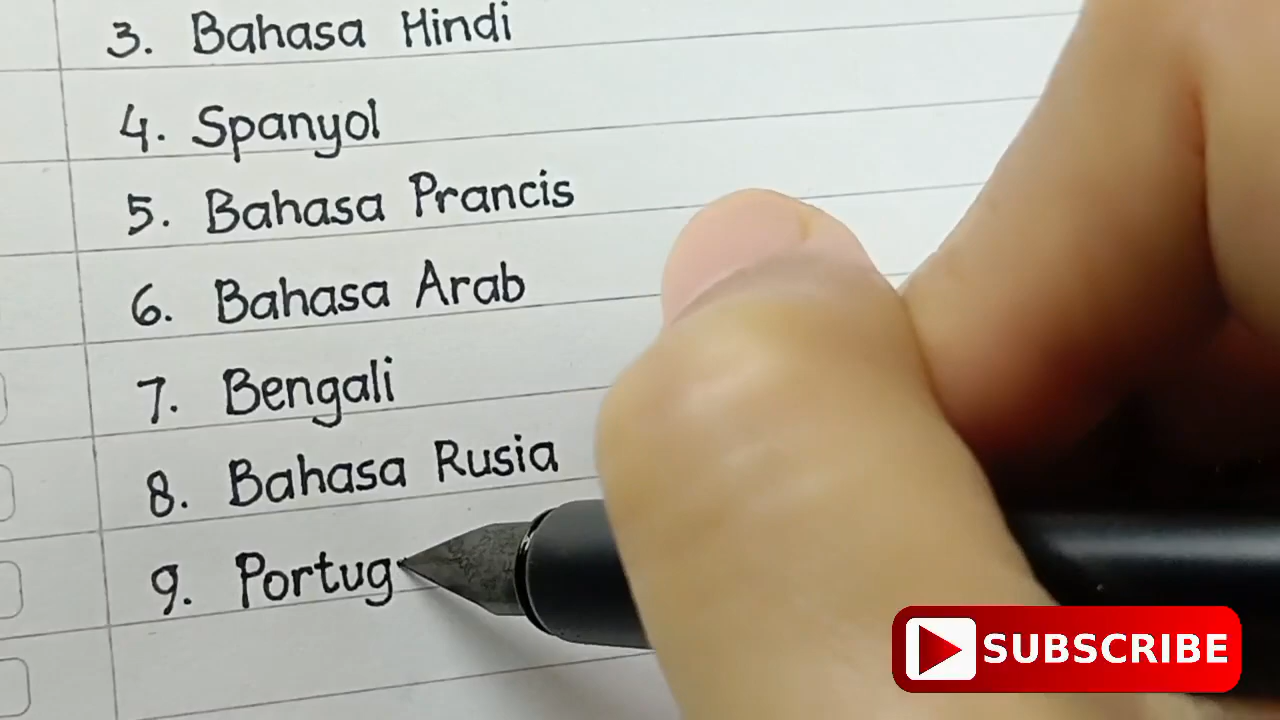 3. Bahasa Hindi
4. Spanyol
5. Bahasa Prancis
6. Bahasa Arab
7. Bengali
8. Bahasa Rusia
9. Portug
SUBSCRIBE